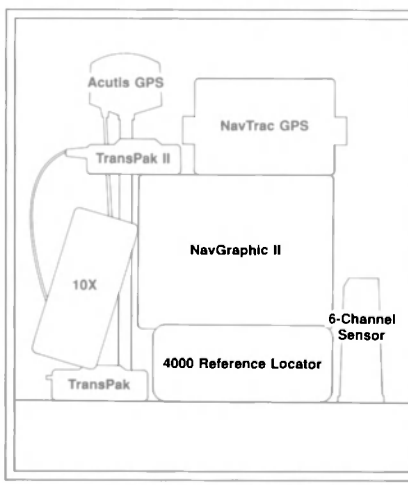 Acutis GPS
NavTrac GPS
TransPak II
NavGraphic II
10X
6-Channel
Sensor
4000 Reference Locator
TransPak